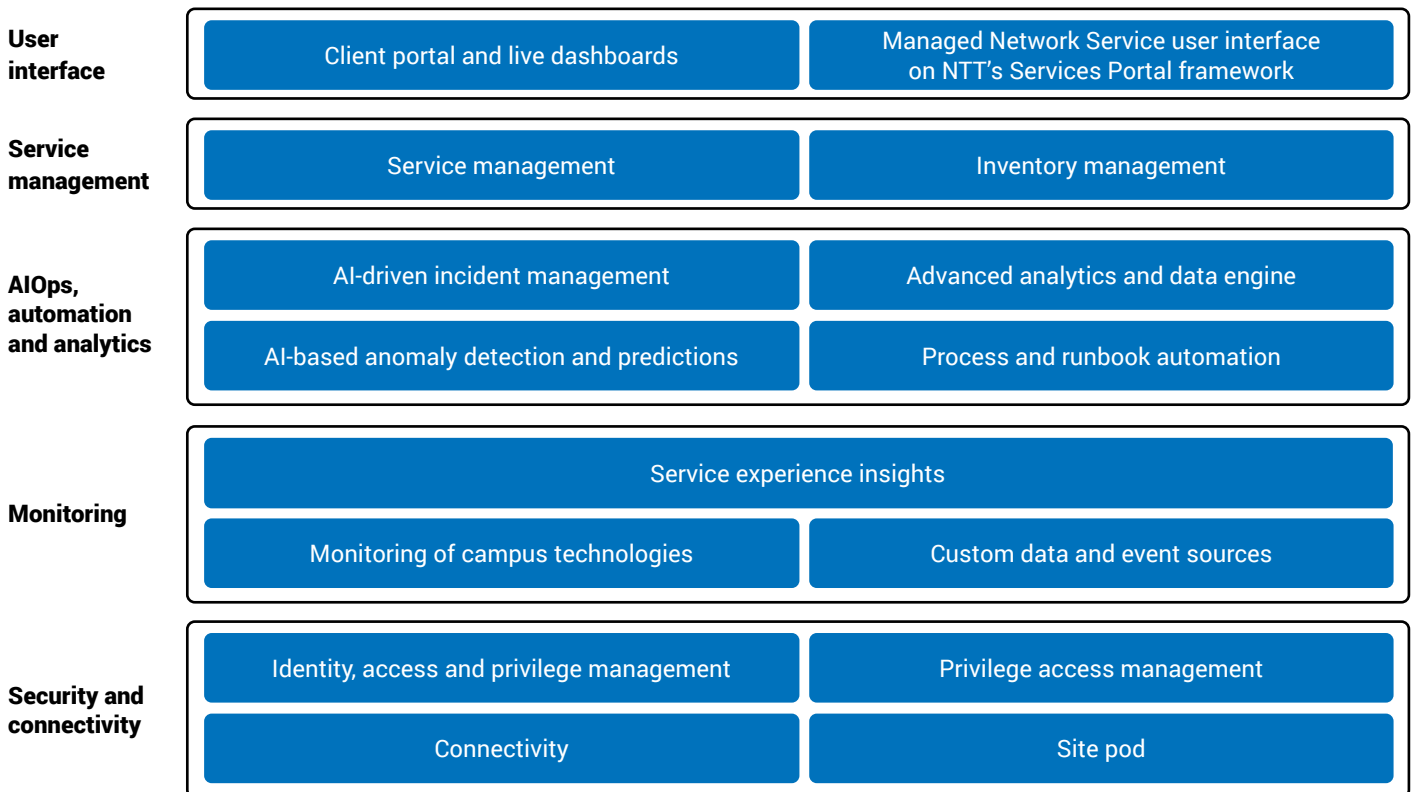 User
interface
Client portal and live dashboards
Managed Network Service user interface
on NTT's Services Portal framework
Service
management
Service management
Inventory management
AIOps,
automation
and analytics
AI-driven incident management
Advanced analytics and data engine
AI-based anomaly detection and predictions
Process and runbook automation
Monitoring
Service experience insights
Monitoring of campus technologies
Custom data and event sources
Security and
connectivity
Identity, access and privilege management
Privilege access management
Connectivity
Site pod